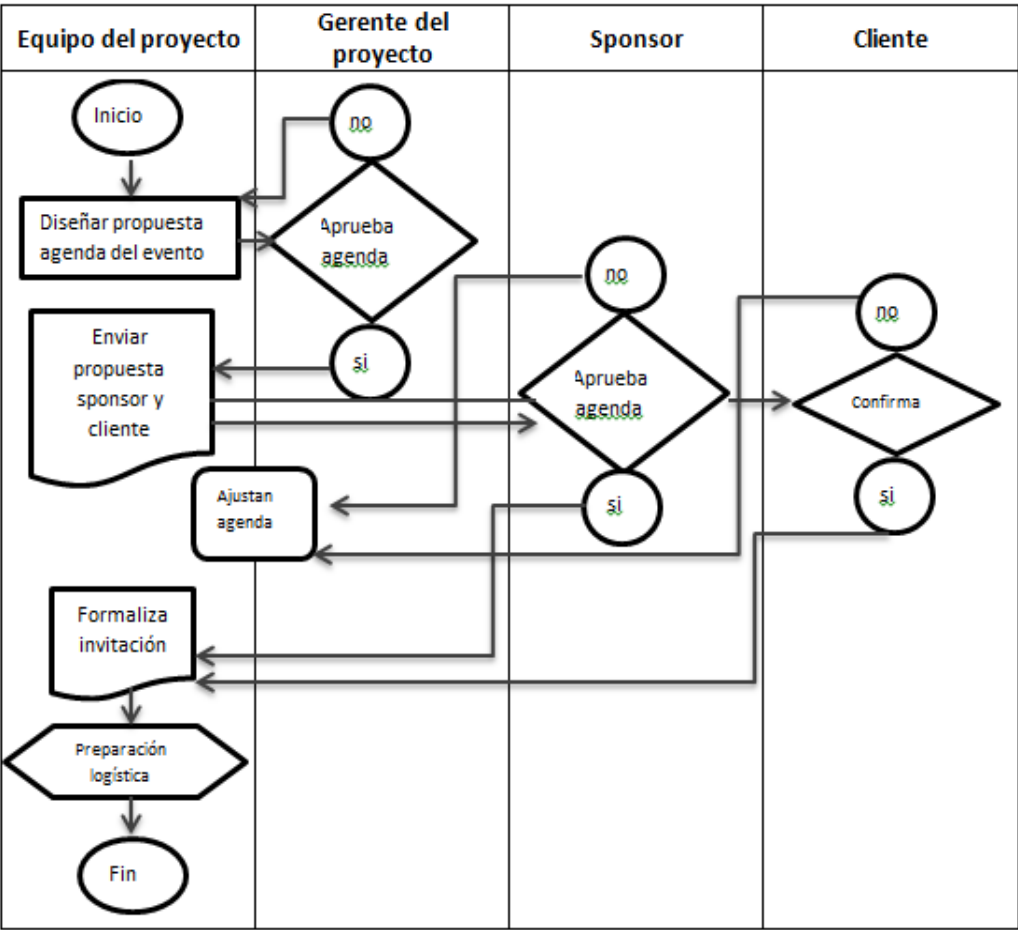 Equipo del proyecto
Gerente del
proyecto
Sponsor
Cliente
Inicio
no
Diseñar propuesta
agenda del evento
Aprueba
agenda
no
no
Enviar
propuesta
sponsor y
cliente
si
Aprueba
agenda
Confirma
Ajustan
agenda
si
si
Formaliza
invitación
Preparación
logística
Fin